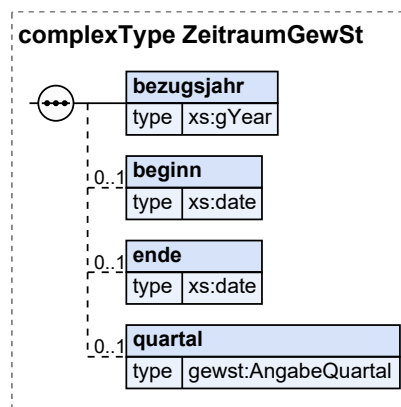 complexType ZeitraumGewSt
bezugsjahr
type xs:gYear
0..1 beginn
type xs:date
0..1 ende
type xs:date
0..1 quartal
type gewst:AngabeQuartal